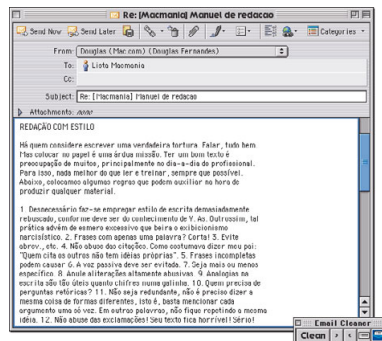 Re: [Macmania] Manuel de redacao
Send Now Send Later Categories
From: Douglas (Mac.com) (Douglas Fernandes)
To: Lista Macmania
Cc:
Subject: Re: [Macmania] Manuel de redacao
Attachments: none
REDAÇÃO COM ESTILO
Há quem considere escrever uma verdadeira tortura. Falar, tudo bem.
Mas colocar no papel é uma árdua missão. Ter um bom texto é
preocupação de muitos, principalmente no dia-a-dia do profissional.
Para isso, nada melhor do que ler e treinar, sempre que possível.
Abaixo, colocamos algumas regras que podem auxiliar na hora de
produzir qualquer material.
1. Desnecessário faz-se empregar estilo de escrita demasiadamente
rebuscado, conforme deve ser do conhecimento de V. As. Outrossim, tal
prática advém de esmero excessivo que beira o exibicionismo
narcisístico. 2. Frases com apenas uma palavra? Corta! 3. Evite
abrev., etc. 4. Não abuse das citações. Como costumava dizer meu pai:
"Quem cita os outros não tem idéias próprias". 5. Frases incompletas
podem causar 6. A voz passiva deve ser evitada. 7. Seja mais ou menos
específico. 8. Anule aliterações altamente abusivas. 9. Analogias na
escrita são tão úteis quanto chifres numa galinha. 10. Quem precisa de
perguntas retóricas? 11. Não seja redundante, não é preciso dizer a
mesma coisa de formas diferentes, isto é, basta mencionar cada
argumento uma só vez. Em outras palavras, não fique repetindo a mesma
idéia. 12. Não abuse das exclamações! Seu texto fica horrível! Sério!
Email Cleaner
Clean